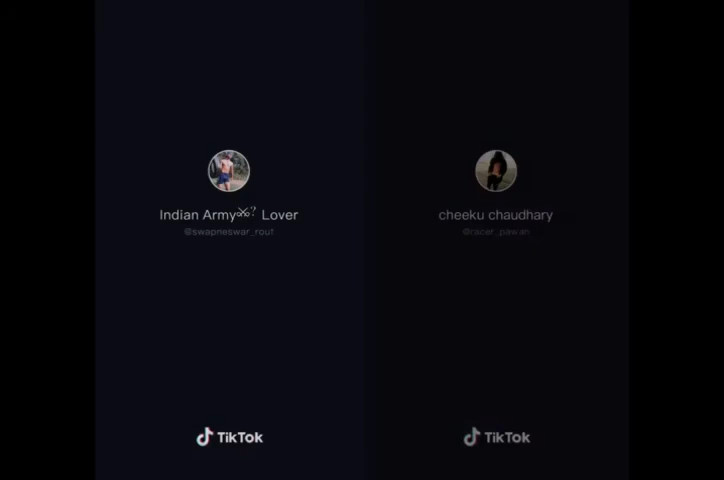 Indian Army⚔? Lover
@swapneswar_rout
TikTok
cheeku chaudhary
@racer_pawan
TikTok